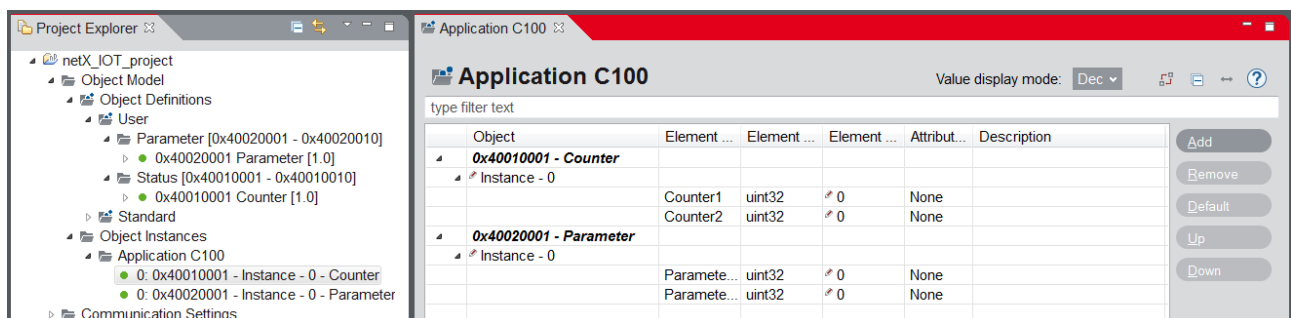 Project Explorer
netX_IOT_project
Object Model
Object Definitions
User
Parameter [0x40020001 - 0x40020010]
0x40020001 Parameter [1.0]
Status [0x40010001 - 0x40010010]
0x40010001 Counter [1.0]
Standard
Object Instances
Application C100
0: 0x40010001 - Instance - 0 - Counter
0: 0x40020001 - Instance - 0 - Parameter
Communication Settings
Application C100
Application C100 Value display mode: Dec
type filter text
Object Element ... Element ... Element ... Attribut... Description
0x40010001 - Counter
Instance - 0
Counter1 uint32 0 None
Counter2 uint32 0 None
0x40020001 - Parameter
Instance - 0
Paramete... uint32 0 None
Paramete... uint32 0 None
Add
Remove
Default
Up
Down